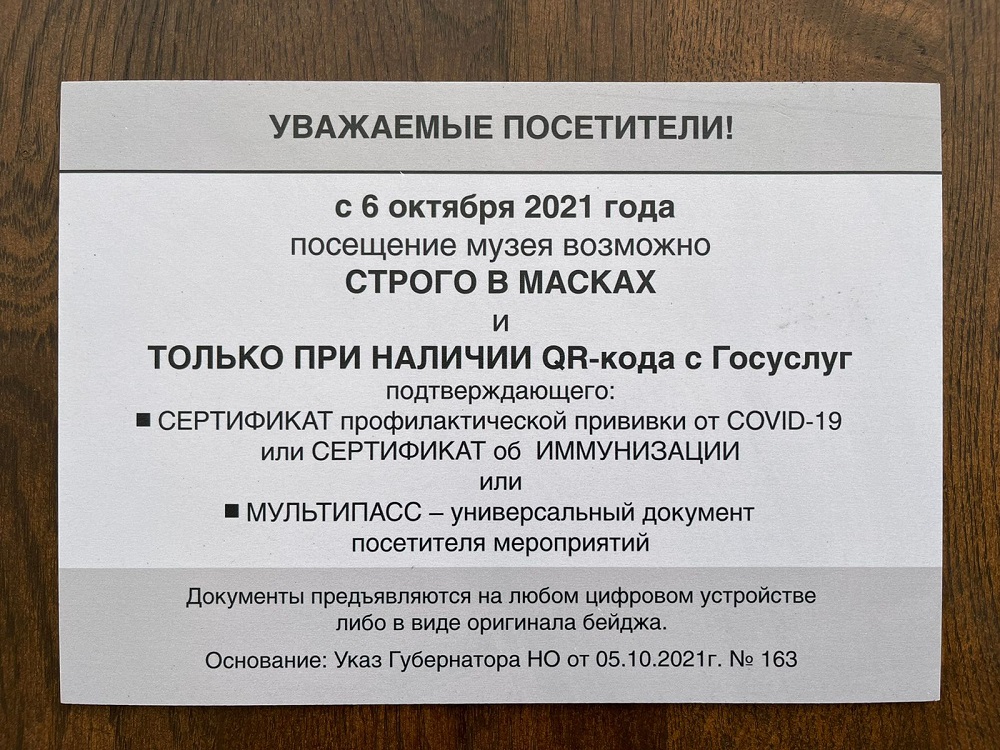 УВАЖАЕМЫЕ ПОСЕТИТЕЛИ!
с 6 октября 2021 года
посещение музея возможно
СТРОГО В МАСКАХ
и
ТОЛЬКО ПРИ НАЛИЧИИ QR-кода с Госуслуг
подтверждающего:
■ СЕРТИФИКАТ профилактической прививки от COVID-19
или СЕРТИФИКАТ об ИММУНИЗАЦИИ
или
■ МУЛЬТИПАСС – универсальный документ
посетителя мероприятий
Документы предъявляются на любом цифровом устройстве
либо в виде оригинала бейджа.
Основание: Указ Губернатора НО от 05.10.2021г. № 163